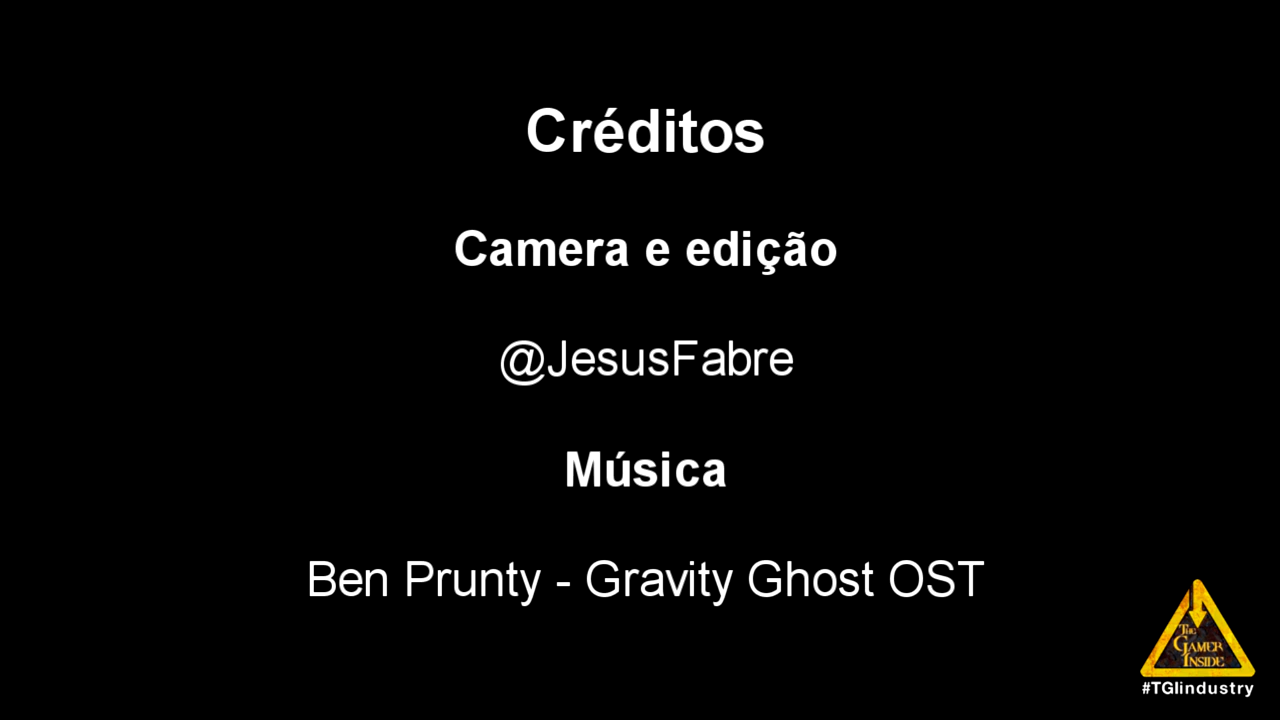 Créditos
Camera e edição
@JesusFabre
Música
Ben Prunty - Gravity Ghost OST
The
Gamer
Inside
#TGIindustry